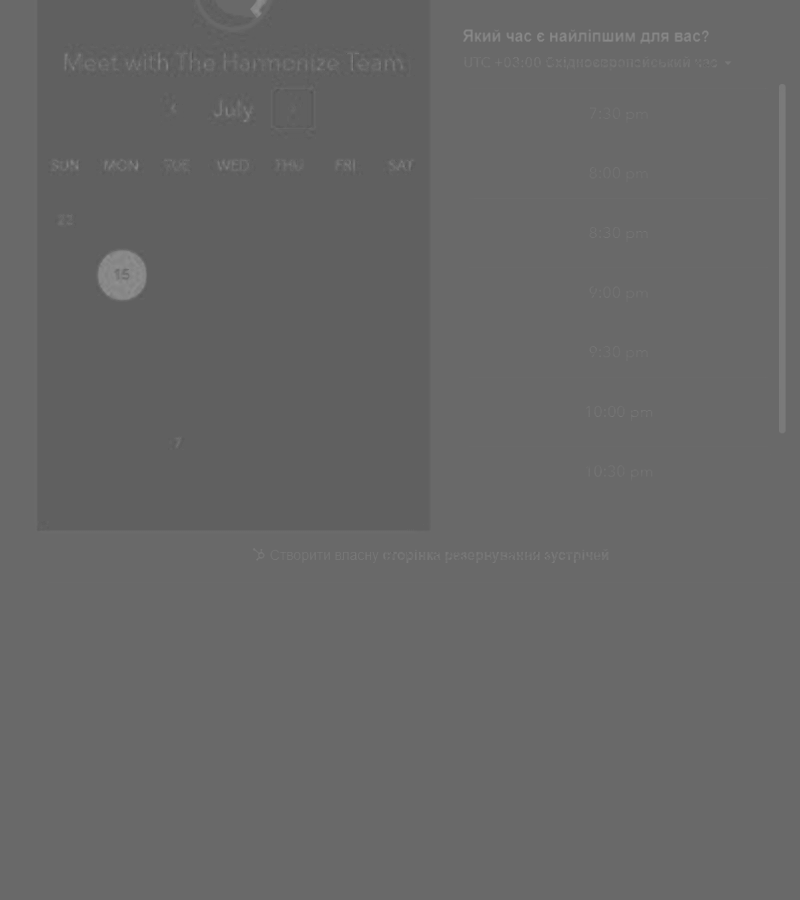 Meet with The Harmonize Team
July
SUN MON TUE WED THU FRI SAT
22
15
7
Який час є найліпшим для вас?
UTC +03:00 Східноєвропейський час
7:30 pm
8:00 pm
8:30 pm
9:00 pm
9:30 pm
10:00 pm
10:30 pm
Створити власну сторінка резервування зустрічей